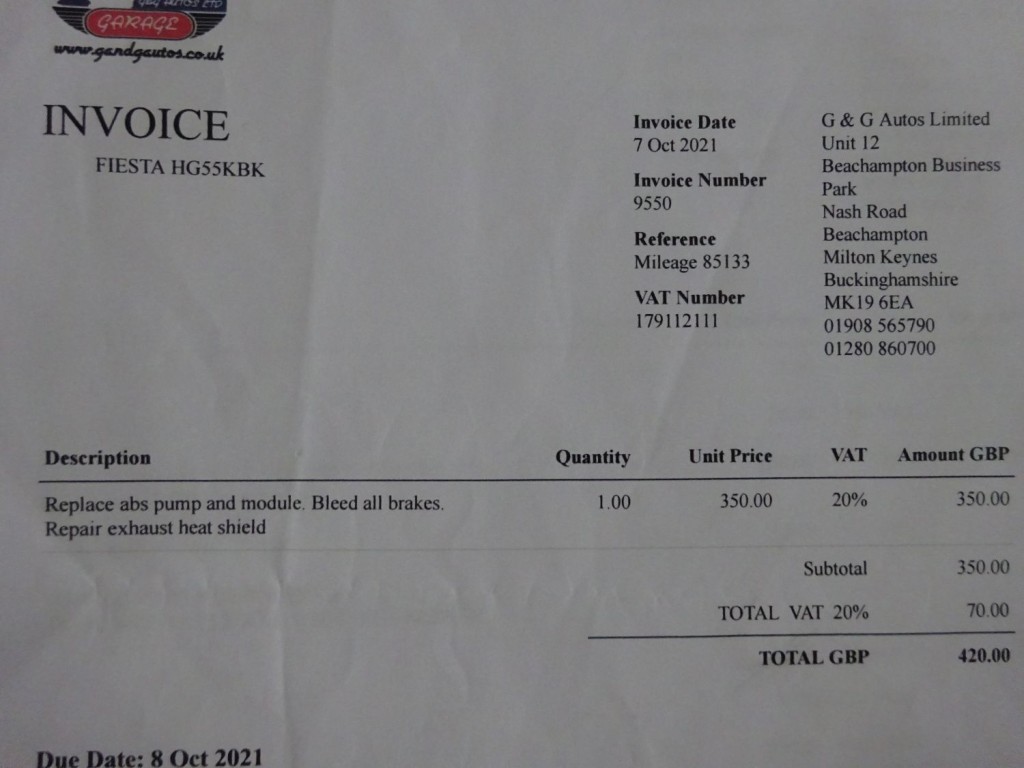 G&G AUTOS LTD
GARAGE
www.gandgautos.co.uk
INVOICE
FIESTA HG55KBK
Invoice Date
7 Oct 2021
Invoice Number
9550
Reference
Mileage 85133
VAT Number
179112111
G & G Autos Limited
Unit 12
Beachampton Business
Park
Nash Road
Beachampton
Milton Keynes
Buckinghamshire
MK19 6EA
01908 565790
01280 860700
Description Quantity Unit Price VAT Amount GBP
Replace abs pump and module. Bleed all brakes. 1.00 350.00 20% 350.00
Repair exhaust heat shield
Subtotal 350.00
TOTAL VAT 20% 70.00
TOTAL GBP 420.00
Due Date: 8 Oct 2021